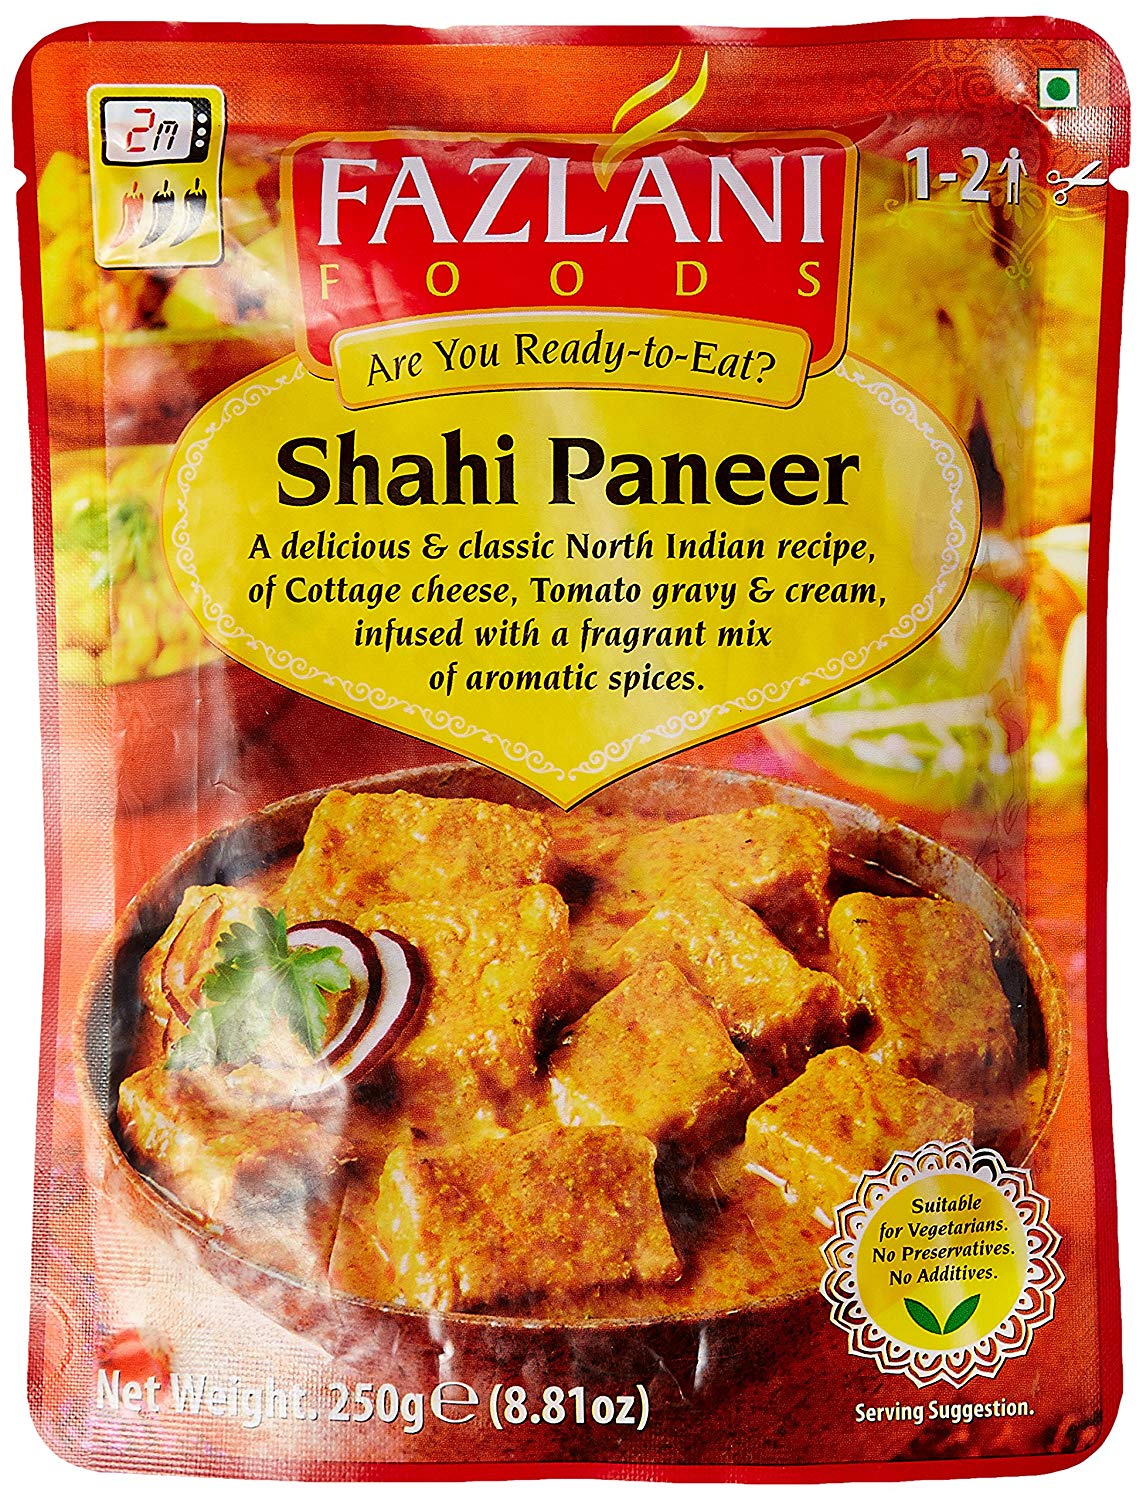 2m
FAZLANI
FOODS
1-2
Are You Ready-to-Eat?
Shahi Paneer
A delicious & classic North Indian recipe,
of Cottage cheese, Tomato gravy & cream,
infused with a fragrant mix
of aromatic spices.
Suitable
for Vegetarians.
No Preservatives.
No Additives.
Net Weight. 250g ℮ (8.81oz)
Serving Suggestion.